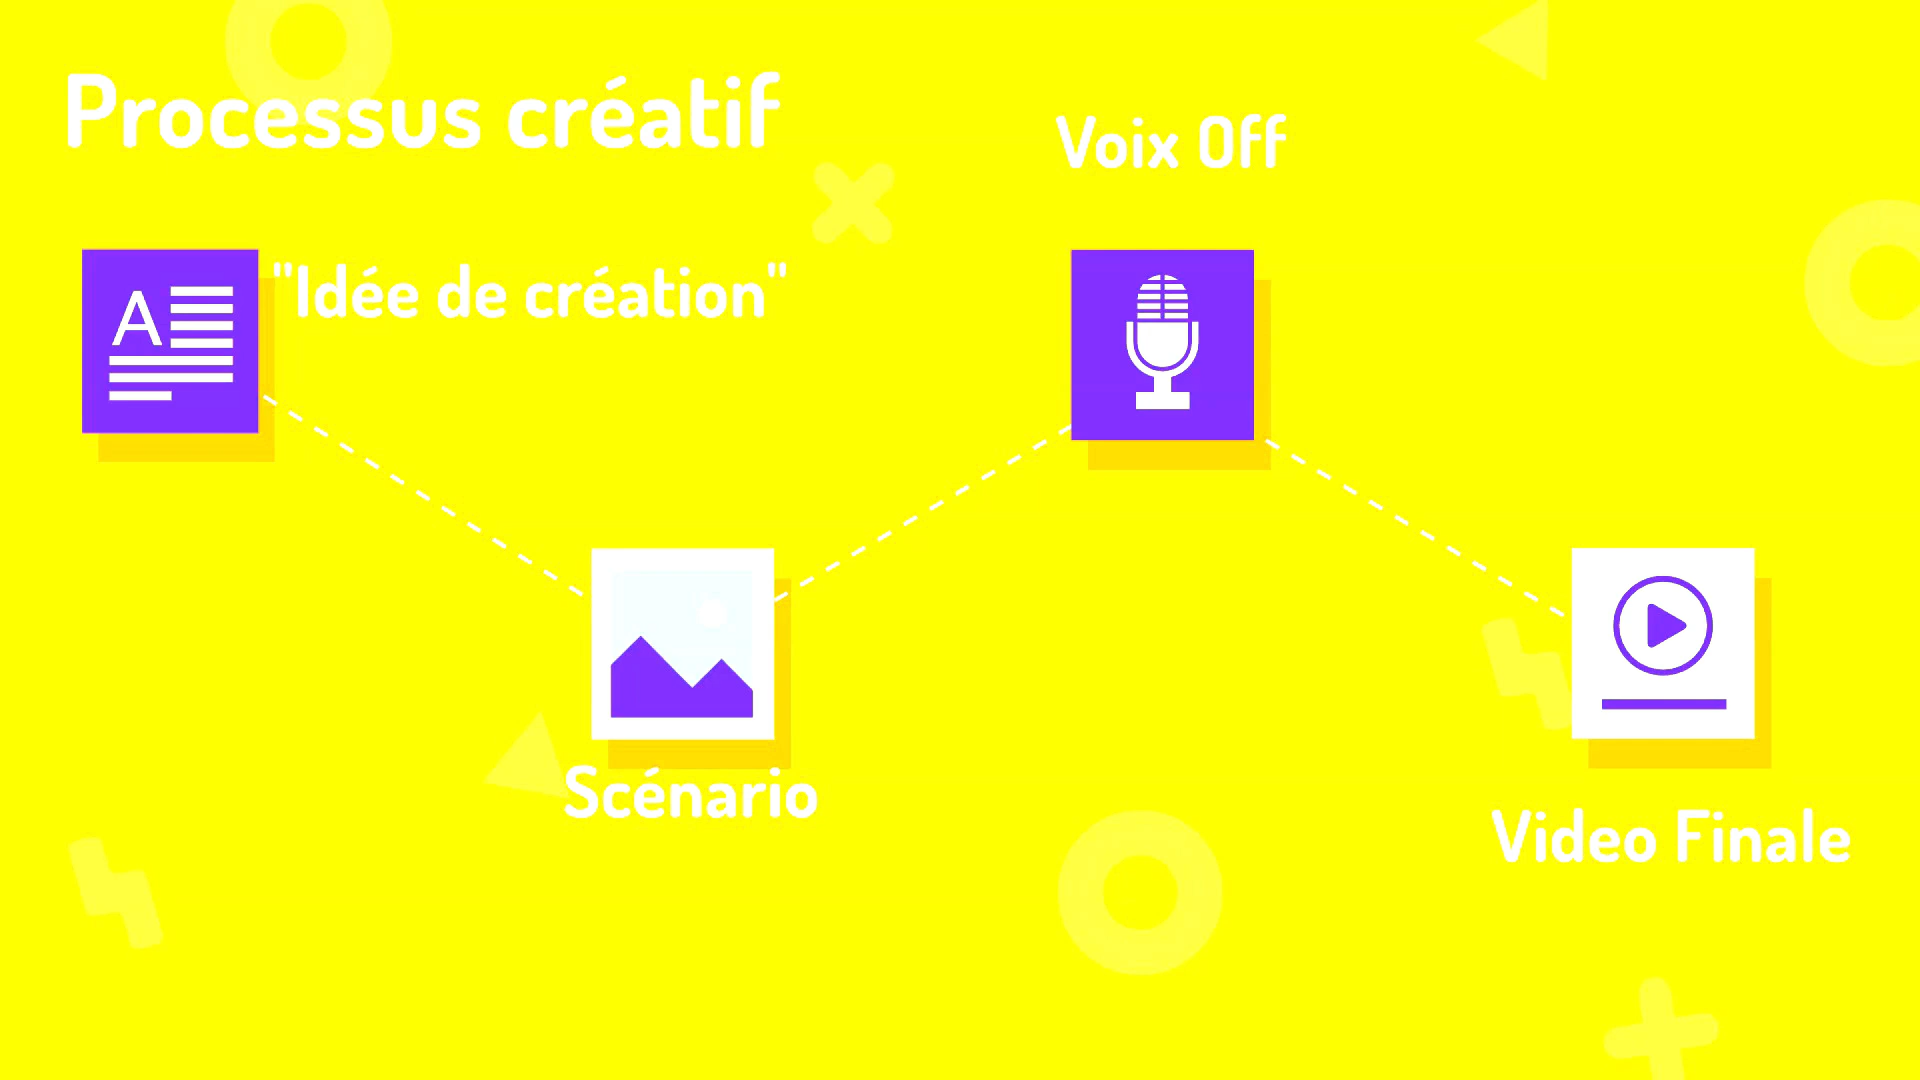 Processus créatif
Voix Off
"Idée de création"
A
Scénario
Video Finale